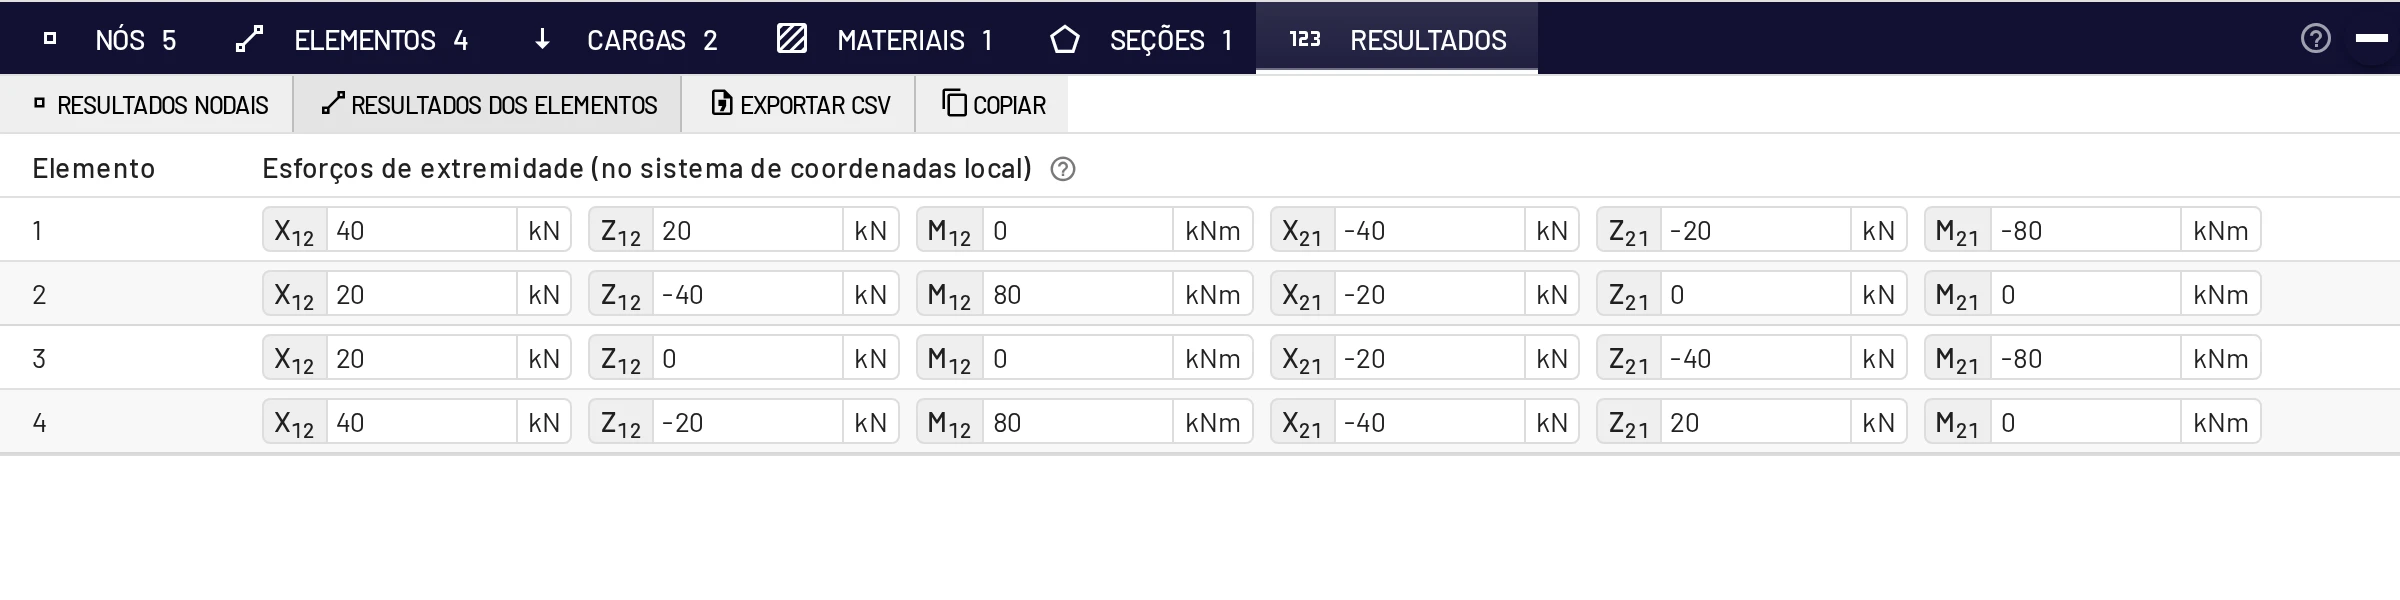 NÓS 5 ELEMENTOS 4 CARGAS 2 MATERIAIS 1 SEÇÕES 1 123 RESULTADOS ?
RESULTADOS NODAIS RESULTADOS DOS ELEMENTOS EXPORTAR CSV COPIAR
Elemento Esforços de extremidade (no sistema de coordenadas local) ?
1 X12 40 kN Z12 20 kN M12 0 kNm X21 -40 kN Z21 -20 kN M21 -80 kNm
2 X12 20 kN Z12 -40 kN M12 80 kNm X21 -20 kN Z21 0 kN M21 0 kNm
3 X12 20 kN Z12 0 kN M12 0 kNm X21 -20 kN Z21 -40 kN M21 -80 kNm
4 X12 40 kN Z12 -20 kN M12 80 kNm X21 -40 kN Z21 20 kN M21 0 kNm